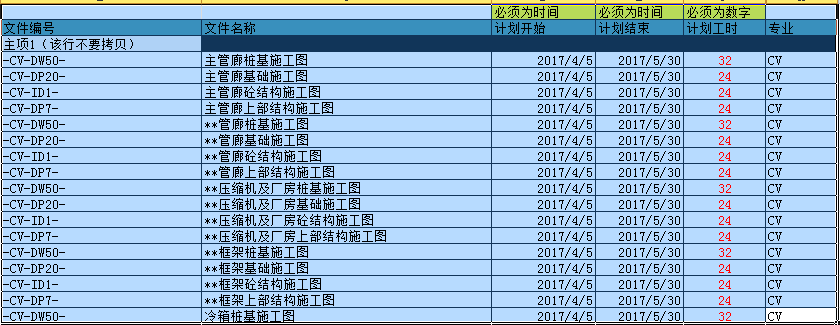 必须为时间 必须为时间 必须为数字
文件编号 文件名称 计划开始 计划结束 计划工时 专业
主项1（该行不要拷贝）
-CV-DW50- 主管廊桩基施工图 2017/4/5 2017/5/30 32 CV
-CV-DP20- 主管廊基础施工图 2017/4/5 2017/5/30 24 CV
-CV-ID1- 主管廊砼结构施工图 2017/4/5 2017/5/30 24 CV
-CV-DP7- 主管廊上部结构施工图 2017/4/5 2017/5/30 24 CV
-CV-DW50- **管廊桩基施工图 2017/4/5 2017/5/30 32 CV
-CV-DP20- **管廊基础施工图 2017/4/5 2017/5/30 24 CV
-CV-ID1- **管廊砼结构施工图 2017/4/5 2017/5/30 24 CV
-CV-DP7- **管廊上部结构施工图 2017/4/5 2017/5/30 24 CV
-CV-DW50- **压缩机及厂房桩基施工图 2017/4/5 2017/5/30 32 CV
-CV-DP20- **压缩机及厂房基础施工图 2017/4/5 2017/5/30 24 CV
-CV-ID1- **压缩机及厂房砼结构施工图 2017/4/5 2017/5/30 24 CV
-CV-DP7- **压缩机及厂房上部结构施工图 2017/4/5 2017/5/30 24 CV
-CV-DW50- **框架桩基施工图 2017/4/5 2017/5/30 32 CV
-CV-DP20- **框架基础施工图 2017/4/5 2017/5/30 24 CV
-CV-ID1- **框架砼结构施工图 2017/4/5 2017/5/30 24 CV
-CV-DP7- **框架上部结构施工图 2017/4/5 2017/5/30 24 CV
-CV-DW50- 冷箱桩基施工图 2017/4/5 2017/5/30 32 CV